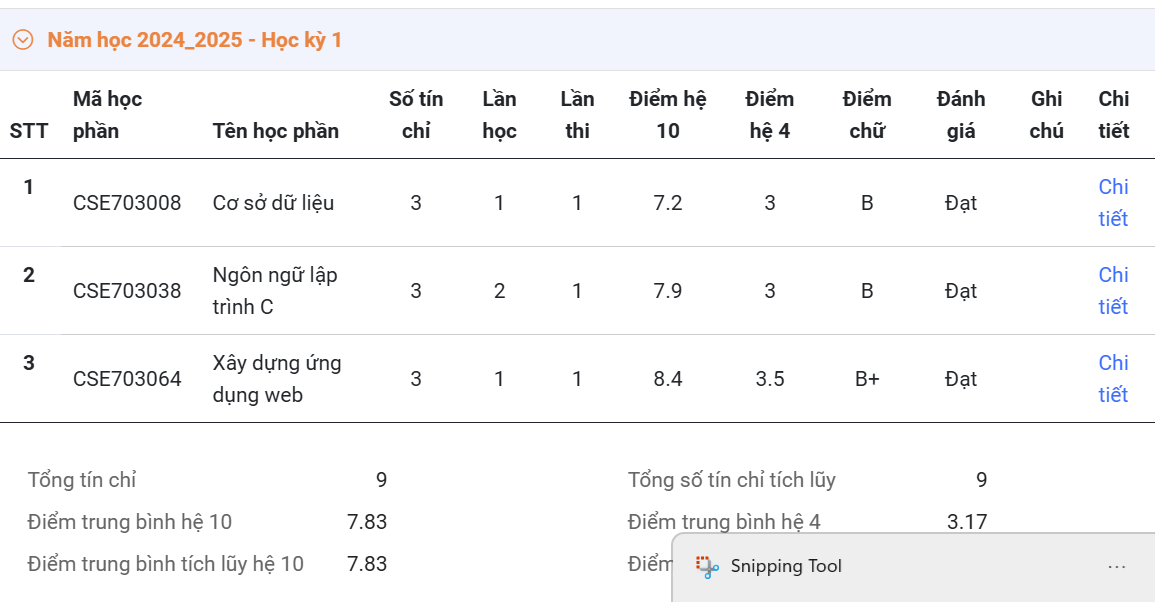 Năm học 2024_2025 - Học kỳ 1
STT Mã học phần Tên học phần Số tín chỉ Lần học Lần thi Điểm hệ 10 Điểm hệ 4 Điểm chữ Đánh giá Ghi chú Chi tiết
1 CSE703008 Cơ sở dữ liệu 3 1 1 7.2 3 B Đạt Chi tiết
2 CSE703038 Ngôn ngữ lập trình C 3 2 1 7.9 3 B Đạt Chi tiết
3 CSE703064 Xây dựng ứng dụng web 3 1 1 8.4 3.5 B+ Đạt Chi tiết
Tổng tín chỉ 9 Tổng số tín chỉ tích lũy 9
Điểm trung bình hệ 10 7.83 Điểm trung bình hệ 4 3.17
Điểm trung bình tích lũy hệ 10 7.83 Điểm
Snipping Tool ...